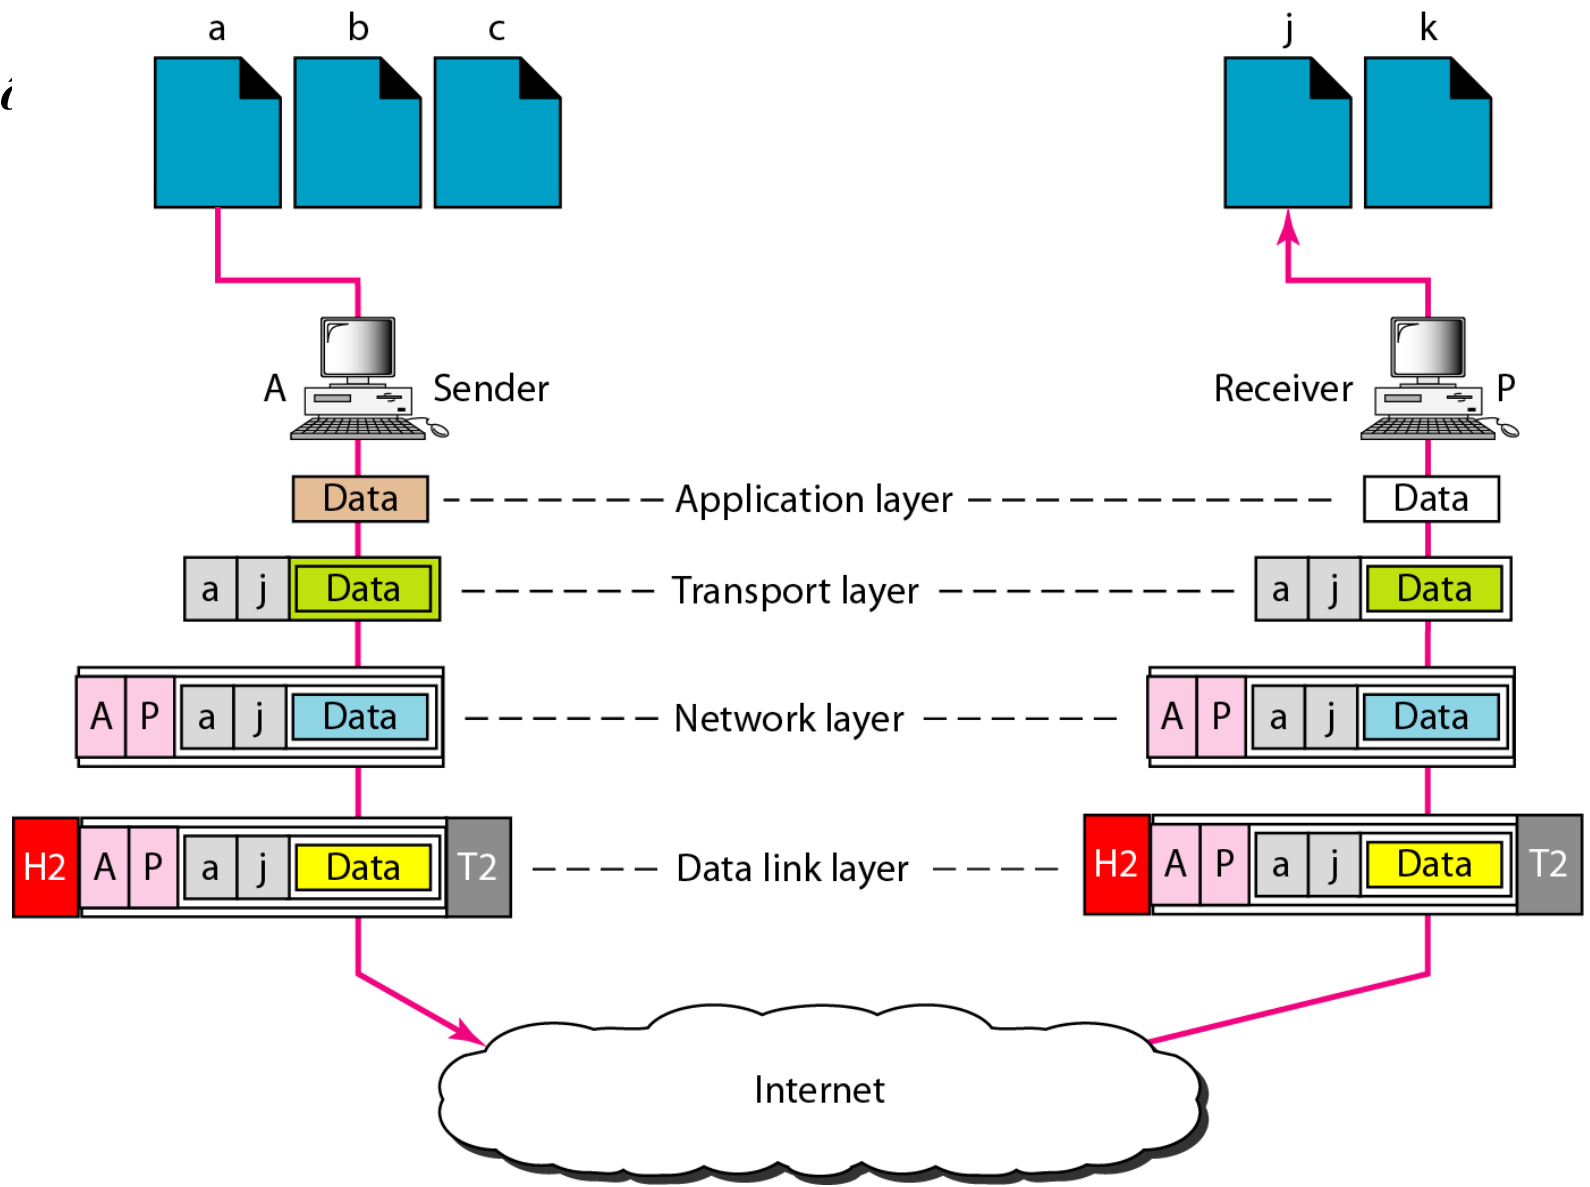 a b c j k
A Sender Receiver P
Data Application layer Data
a j Data Transport layer a j Data
A P a j Data Network layer A P a j Data
H2 A P a j Data T2 Data link layer H2 A P a j Data T2
Internet